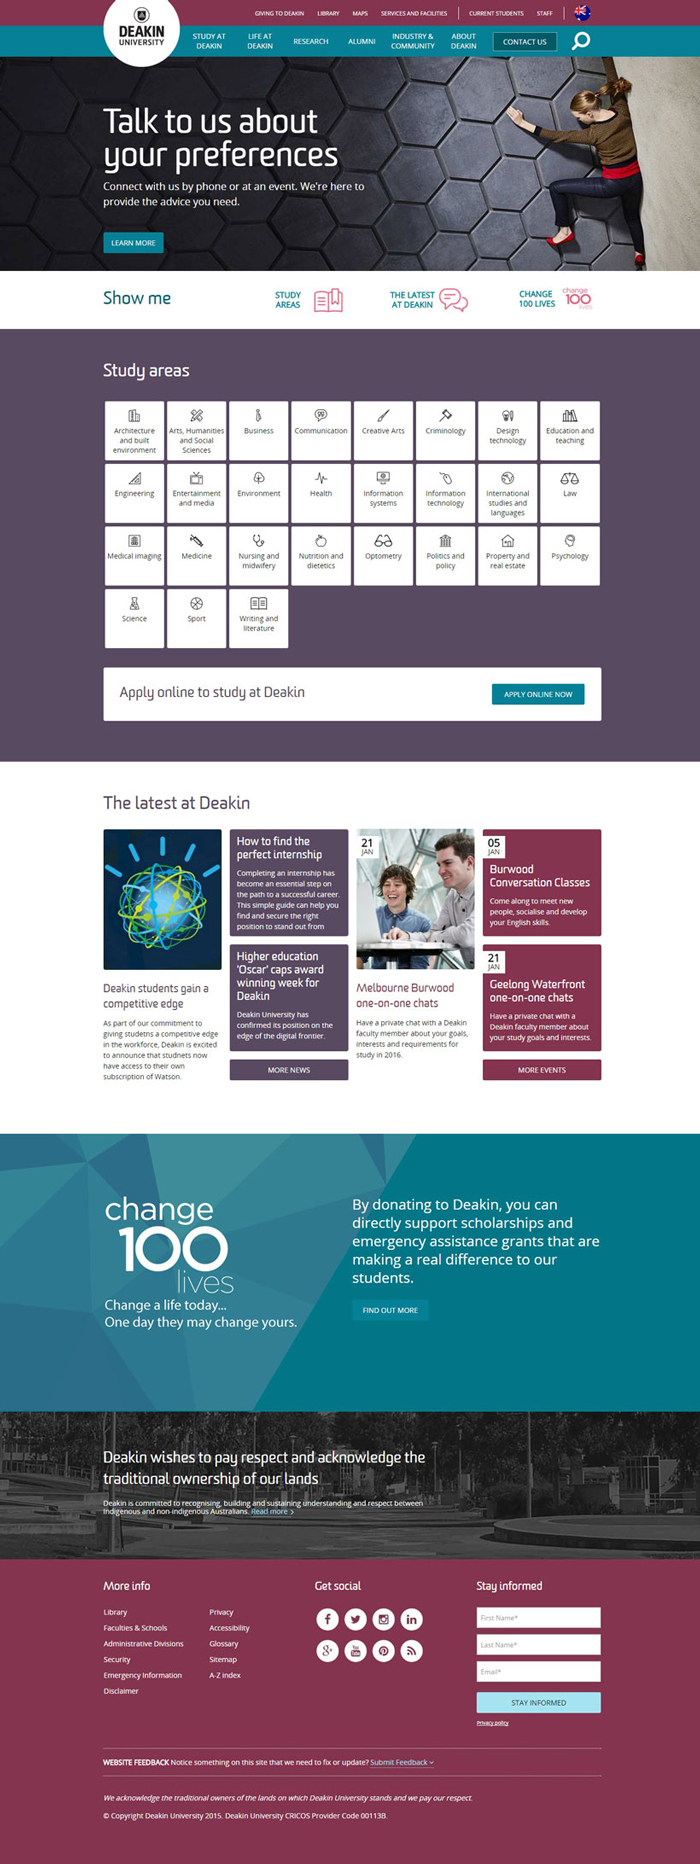 GIVING TO DEAKIN
LIBRARY
MAPS
SERVICES AND FACILITIES
CURRENT STUDENTS
STAFF
DEAKIN
UNIVERSITY
STUDY AT
DEAKIN
LIFE AT
DEAKIN
RESEARCH
ALUMNI
INDUSTRY &
COMMUNITY
ABOUT
DEAKIN
CONTACT US
Talk to us about
your preferences
Connect with us by phone or at an event. We're here to
provide the advice you need.
LEARN MORE
Show me
STUDY
AREAS
THE LATEST
AT DEAKIN
CHANGE
100 LIVES
change
100
lives
Study areas
Architecture
and built
environment
Arts, Humanities
and Social
Sciences
Business
Communication
Creative Arts
Criminology
Design
technology
Education and
teaching
Engineering
Entertainment
and media
Environment
Health
Information
systems
Information
technology
International
studies and
languages
Law
Medical imaging
Medicine
Nursing and
midwifery
Nutrition and
dietetics
Optometry
Politics and
policy
Property and
real estate
Psychology
Science
Sport
Writing and
literature
Apply online to study at Deakin
APPLY ONLINE NOW
The latest at Deakin
Deakin students gain a
competitive edge
As part of our commitment to
giving studetns a competitive edge
in the workforce, Deakin is excited
to announce that studnets now
have access to their own
subscription of Watson.
How to find the
perfect internship
Completing an internship has
become an essential step on
the path to a successful career.
This simple guide can help you
find and secure the right
position to stand out from
Higher education
'Oscar' caps award
winning week for
Deakin
Deakin University has
confirmed its position on the
edge of the digital frontier.
MORE NEWS
21
JAN
Melbourne Burwood
one-on-one chats
Have a private chat with a Deakin
faculty member about your goals,
interests and requirements for
study in 2016.
05
JAN
Burwood
Conversation Classes
Come along to meet new
people, socialise and develop
your English skills.
21
JAN
Geelong Waterfront
one-on-one chats
Have a private chat with a
Deakin faculty member about
your study goals and interests.
MORE EVENTS
change
100
lives
Change a life today...
One day they may change yours.
By donating to Deakin, you can
directly support scholarships and
emergency assistance grants that are
making a real difference to our
students.
FIND OUT MORE
Deakin wishes to pay respect and acknowledge the
traditional ownership of our lands
Deakin is committed to recognising, building and sustaining understanding and respect between
Indigenous and non-indigenous Australians. Read more >
More info
Library
Faculties & Schools
Administrative Divisions
Security
Emergency Information
Disclaimer
Privacy
Accessibility
Glossary
Sitemap
A-Z index
Get social
f
in
g+
You
Tube
Stay informed
First Name*
Last Name*
Email*
STAY INFORMED
Privacy policy
WEBSITE FEEDBACK Notice something on this site that we need to fix or update? Submit Feedback
We acknowledge the traditional owners of the lands on which Deakin University stands and we pay our respect.
© Copyright Deakin University 2015. Deakin University CRICOS Provider Code 00113B.